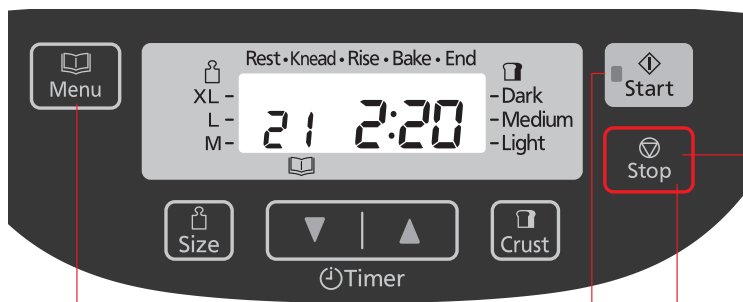 Menu
Rest • Knead • Rise • Bake • End
XL –
L –
M –
21 2:20
– Dark
– Medium
– Light
Start
Stop
Size
Timer
Crust